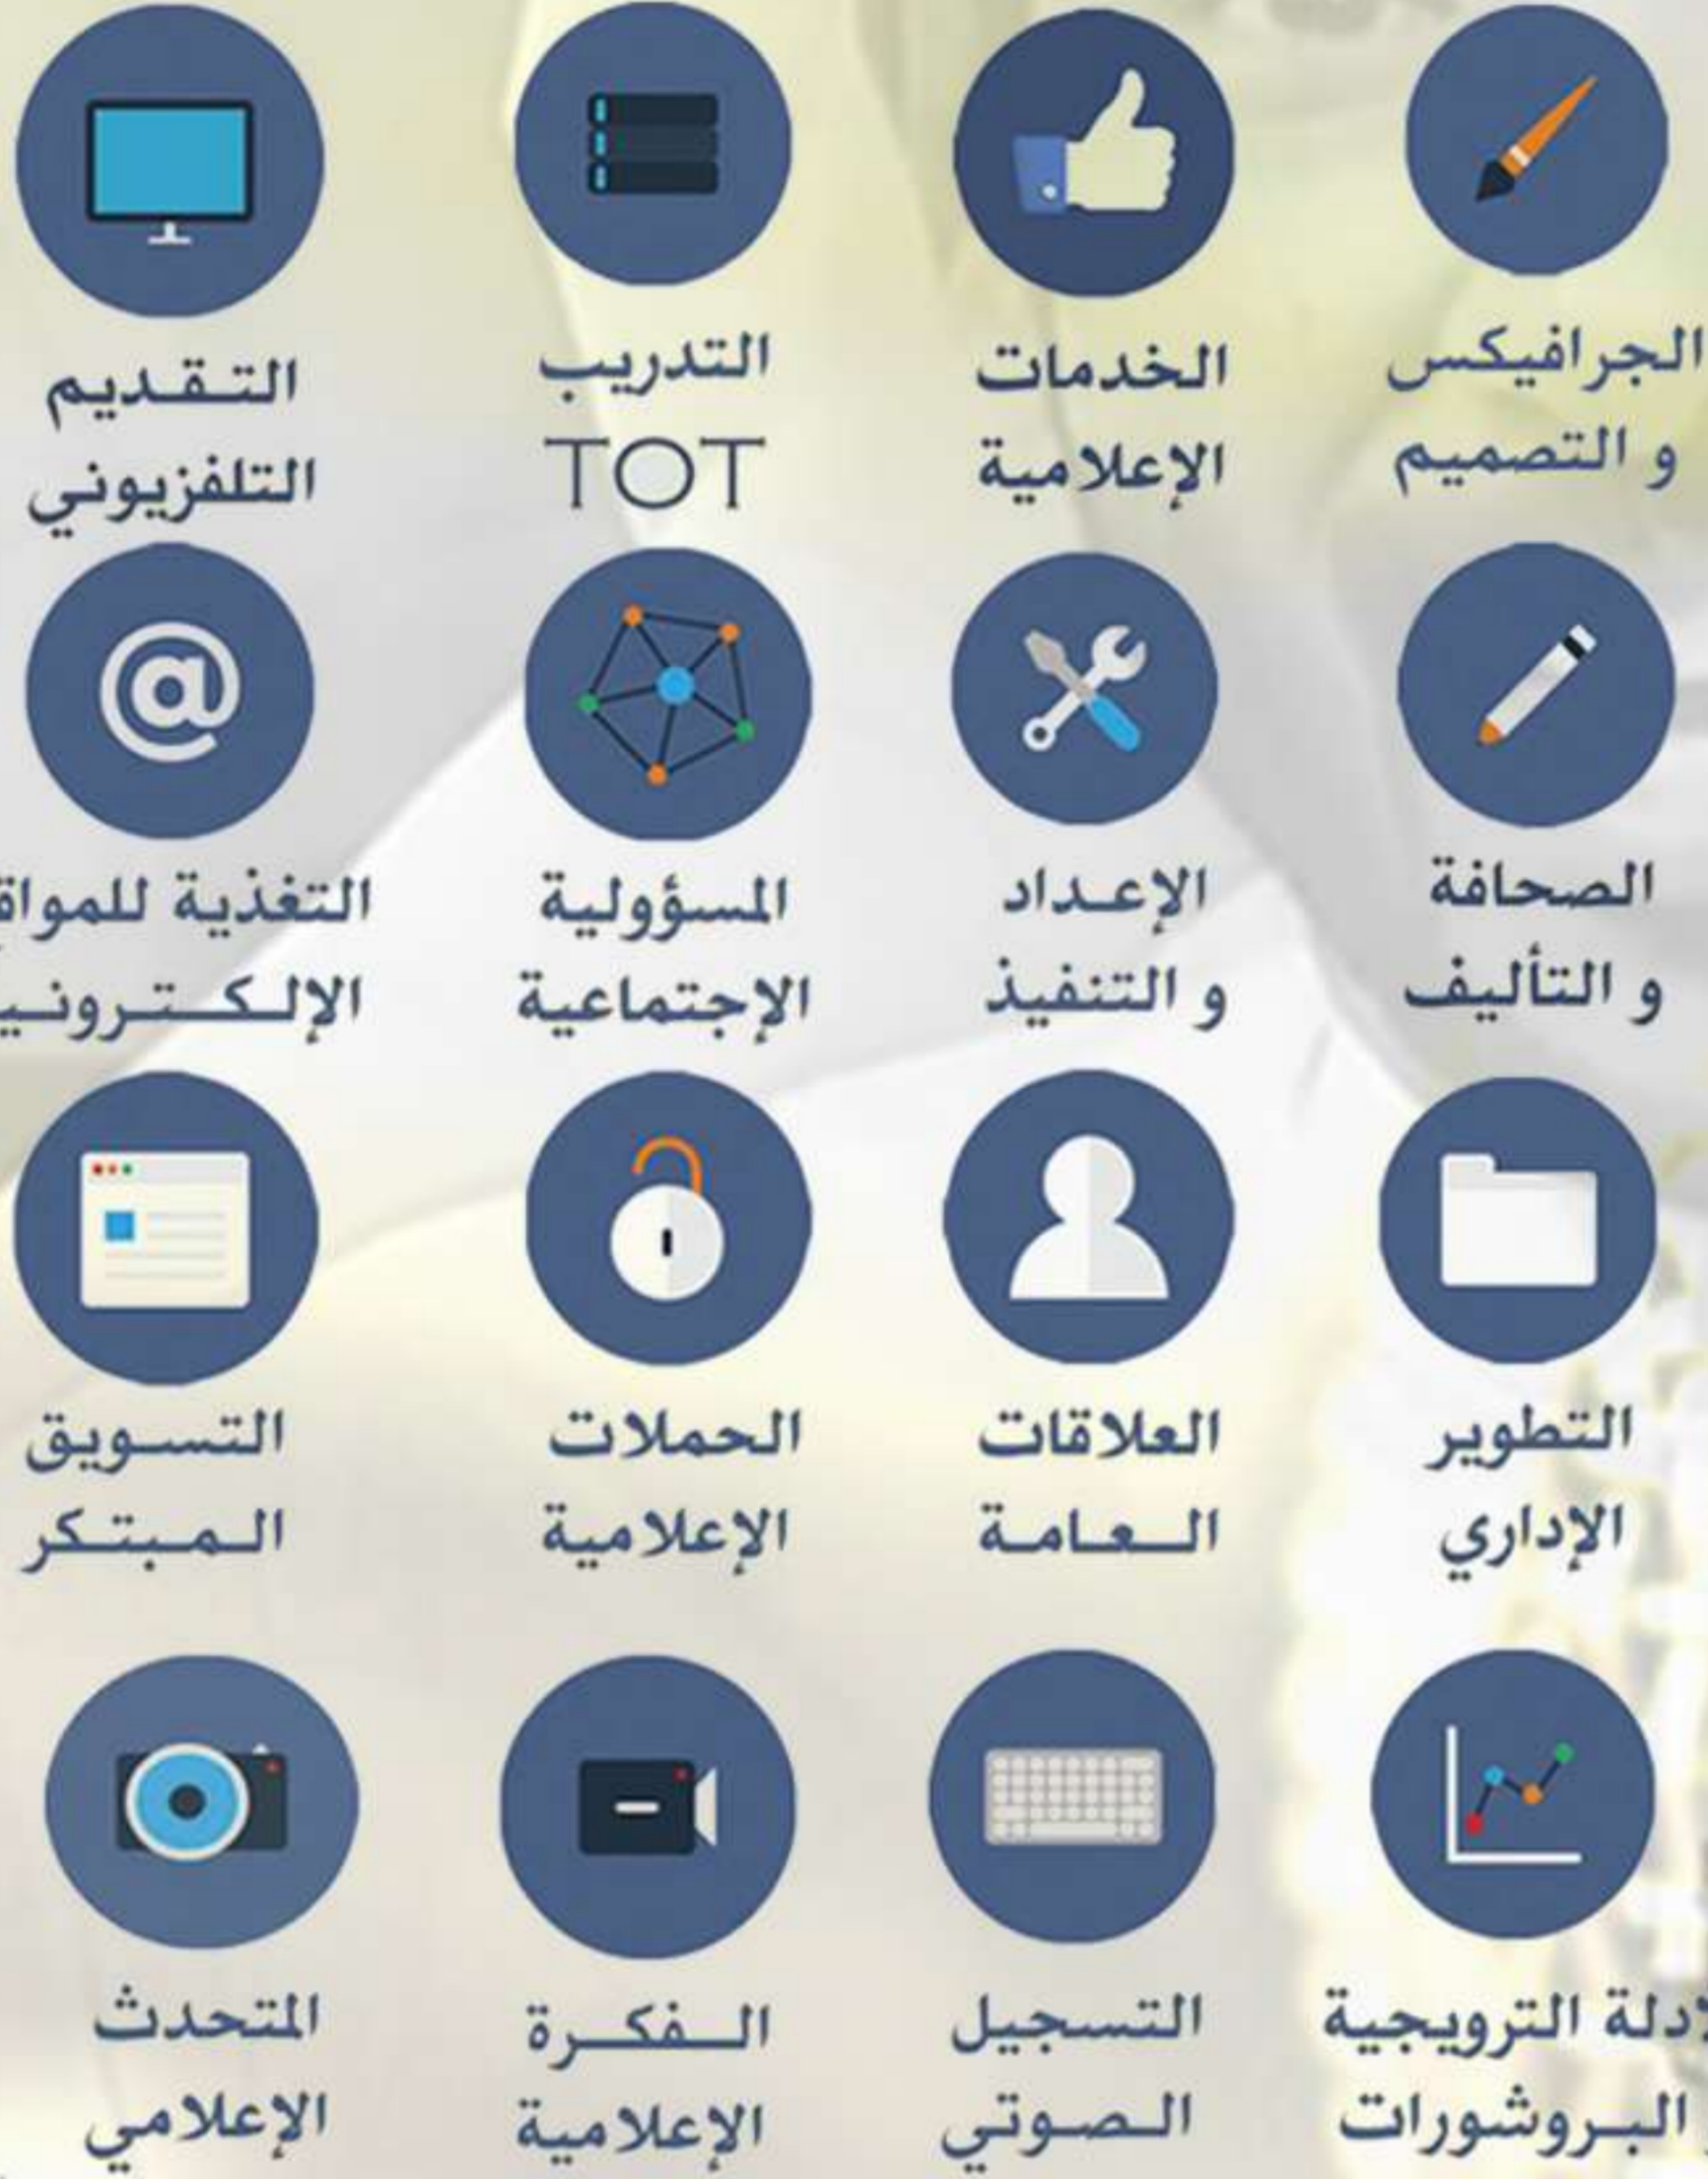 الجرافيكس
و التصميم
الخدمات
الإعلامية
التدريب
TOT
التقديم
التلفزيوني
الصحافة
و التأليف
الإعداد
و التنفيذ
المسؤولية
الإجتماعية
التغذية
التطوير
الإداري
العلاقات
العامة
الحملات
الإعلامية
التسويق
المبتكر
الترويجية
البروشورات
التسجيل
الصوتي
الفكرة
الإعلامية
المتحدث
الإعلامي